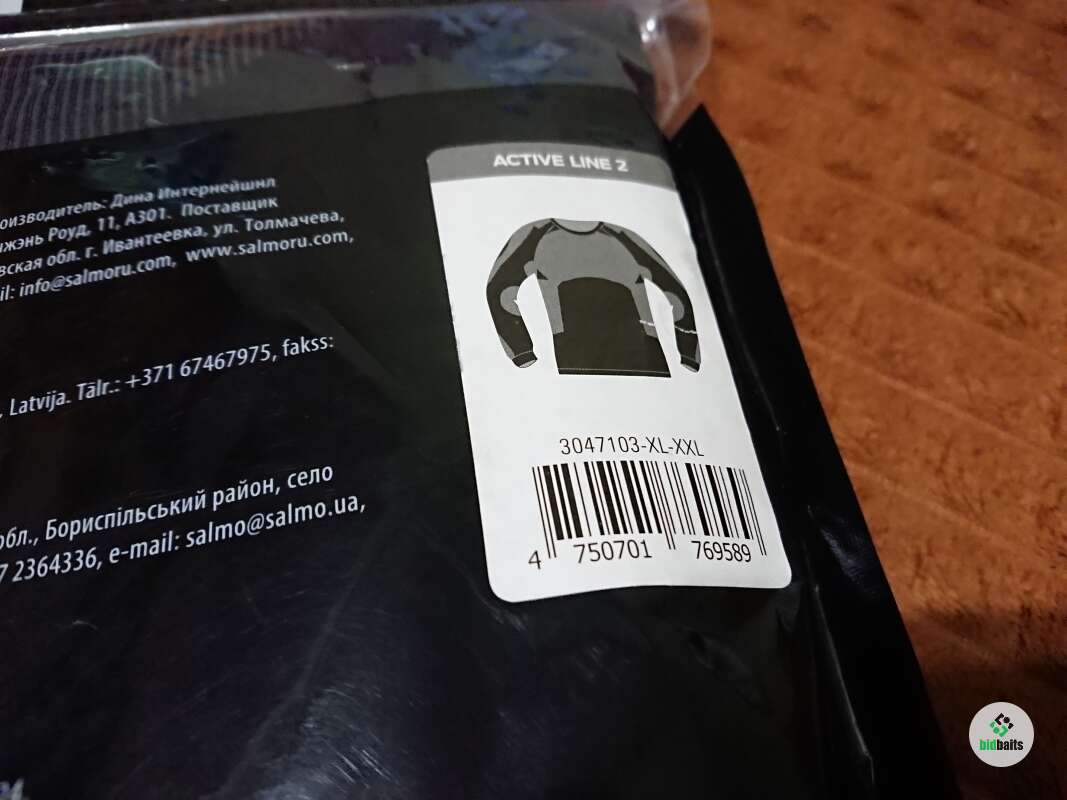 оизводитель: Дина Интернейшнл
жэнь Роуд, 11, А301. Поставщик
вская обл. г. Ивантеевка, ул. Толмачева,
il: info@salmoru.com, www.salmoru.com,
, Latvija. Tālr.: +371 67467975, fakss:
обл., Бориспільський район, село
7 2364336, e-mail: salmo@salmo.ua,
ACTIVE LINE 2
3047103-XL-XXL
4 750701 769589
bidbaits